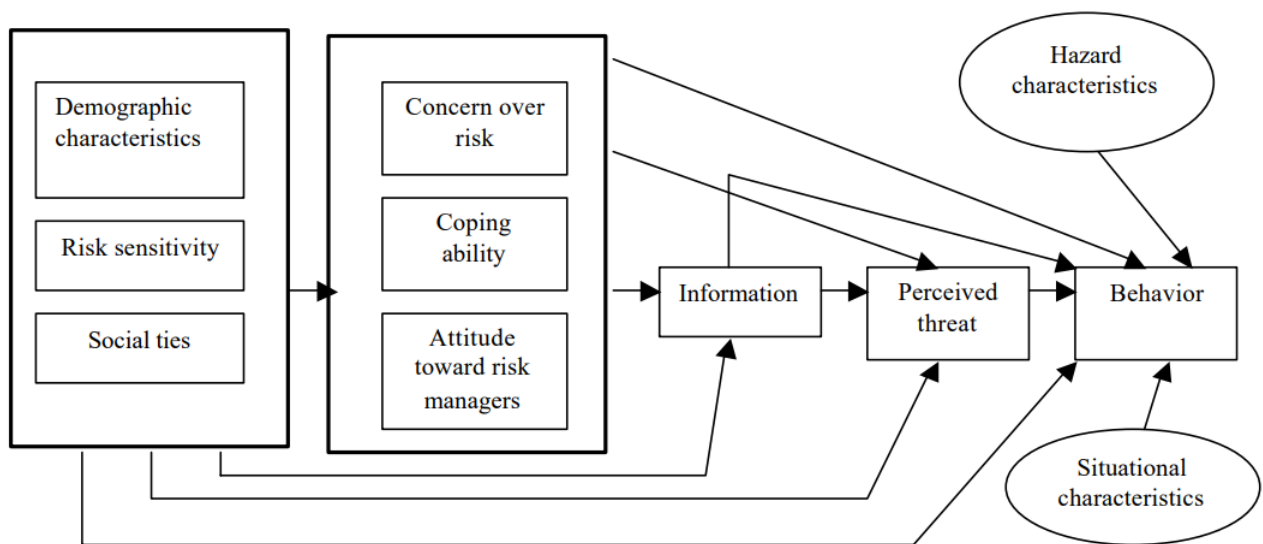 Demographic
characteristics
Risk sensitivity
Social ties
Concern over
risk
Coping
ability
Attitude
toward risk
managers
Information
Perceived
threat
Behavior
Hazard
characteristics
Situational
characteristics